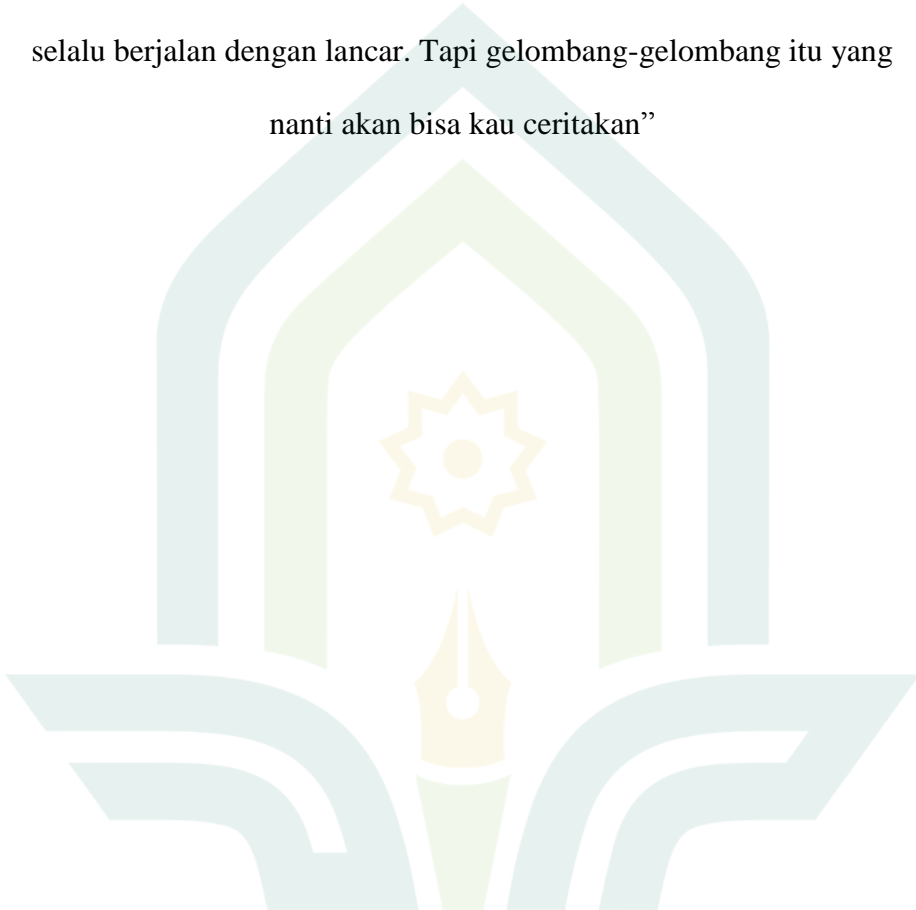 selalu berjalan dengan lancar. Tapi gelombang-gelombang itu yang
nanti akan bisa kau ceritakan”